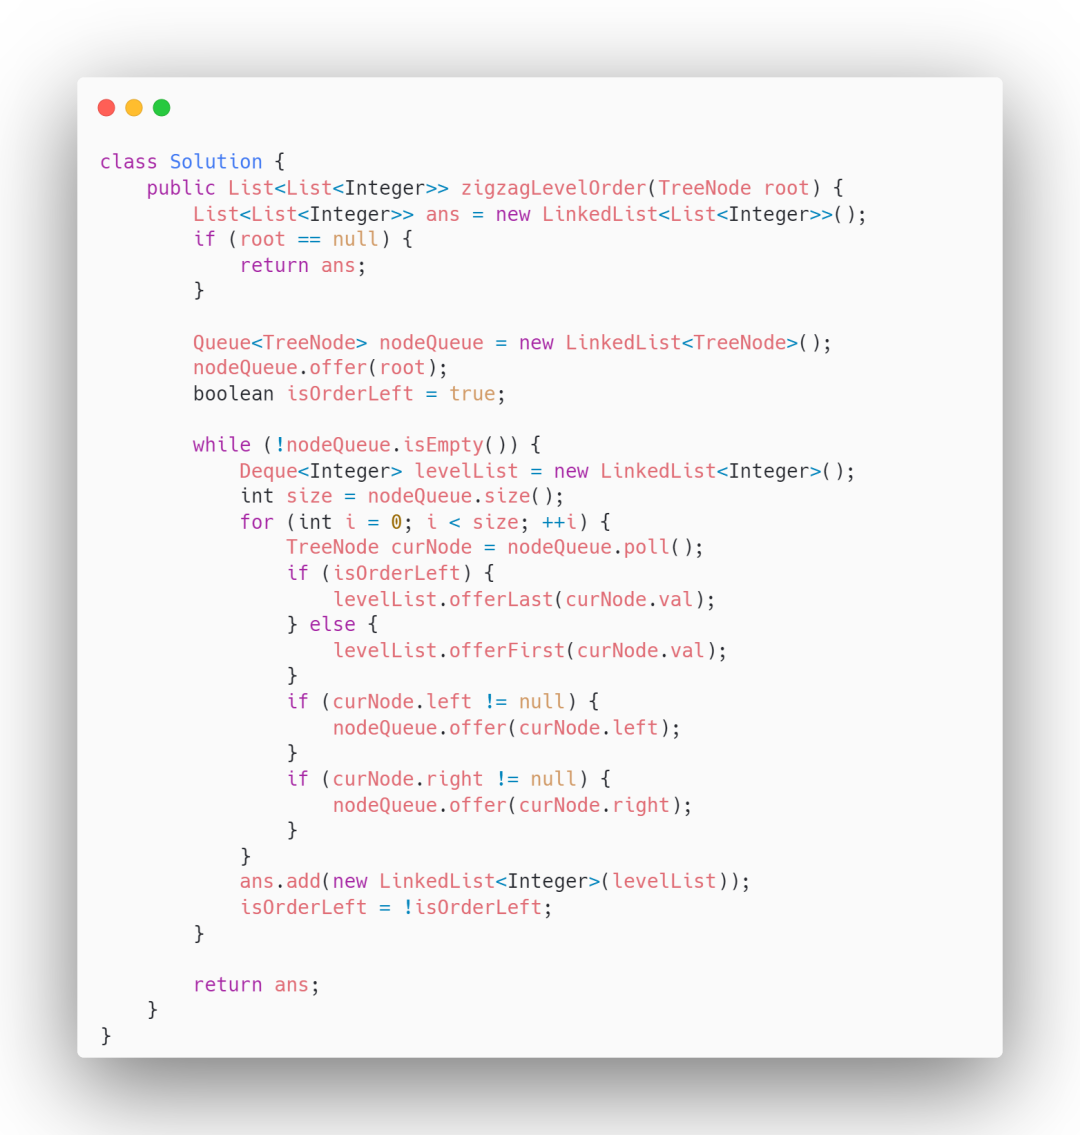 class Solution {
    public List<List<Integer>> zigzagLevelOrder(TreeNode root) {
        List<List<Integer>> ans = new LinkedList<List<Integer>>();
        if (root == null) {
            return ans;
        }

        Queue<TreeNode> nodeQueue = new LinkedList<TreeNode>();
        nodeQueue.offer(root);
        boolean isOrderLeft = true;

        while (!nodeQueue.isEmpty()) {
            Deque<Integer> levelList = new LinkedList<Integer>();
            int size = nodeQueue.size();
            for (int i = 0; i < size; ++i) {
                TreeNode curNode = nodeQueue.poll();
                if (isOrderLeft) {
                    levelList.offerLast(curNode.val);
                } else {
                    levelList.offerFirst(curNode.val);
                }
                if (curNode.left != null) {
                    nodeQueue.offer(curNode.left);
                }
                if (curNode.right != null) {
                    nodeQueue.offer(curNode.right);
                }
            }
            ans.add(new LinkedList<Integer>(levelList));
            isOrderLeft = !isOrderLeft;
        }

        return ans;
    }
}